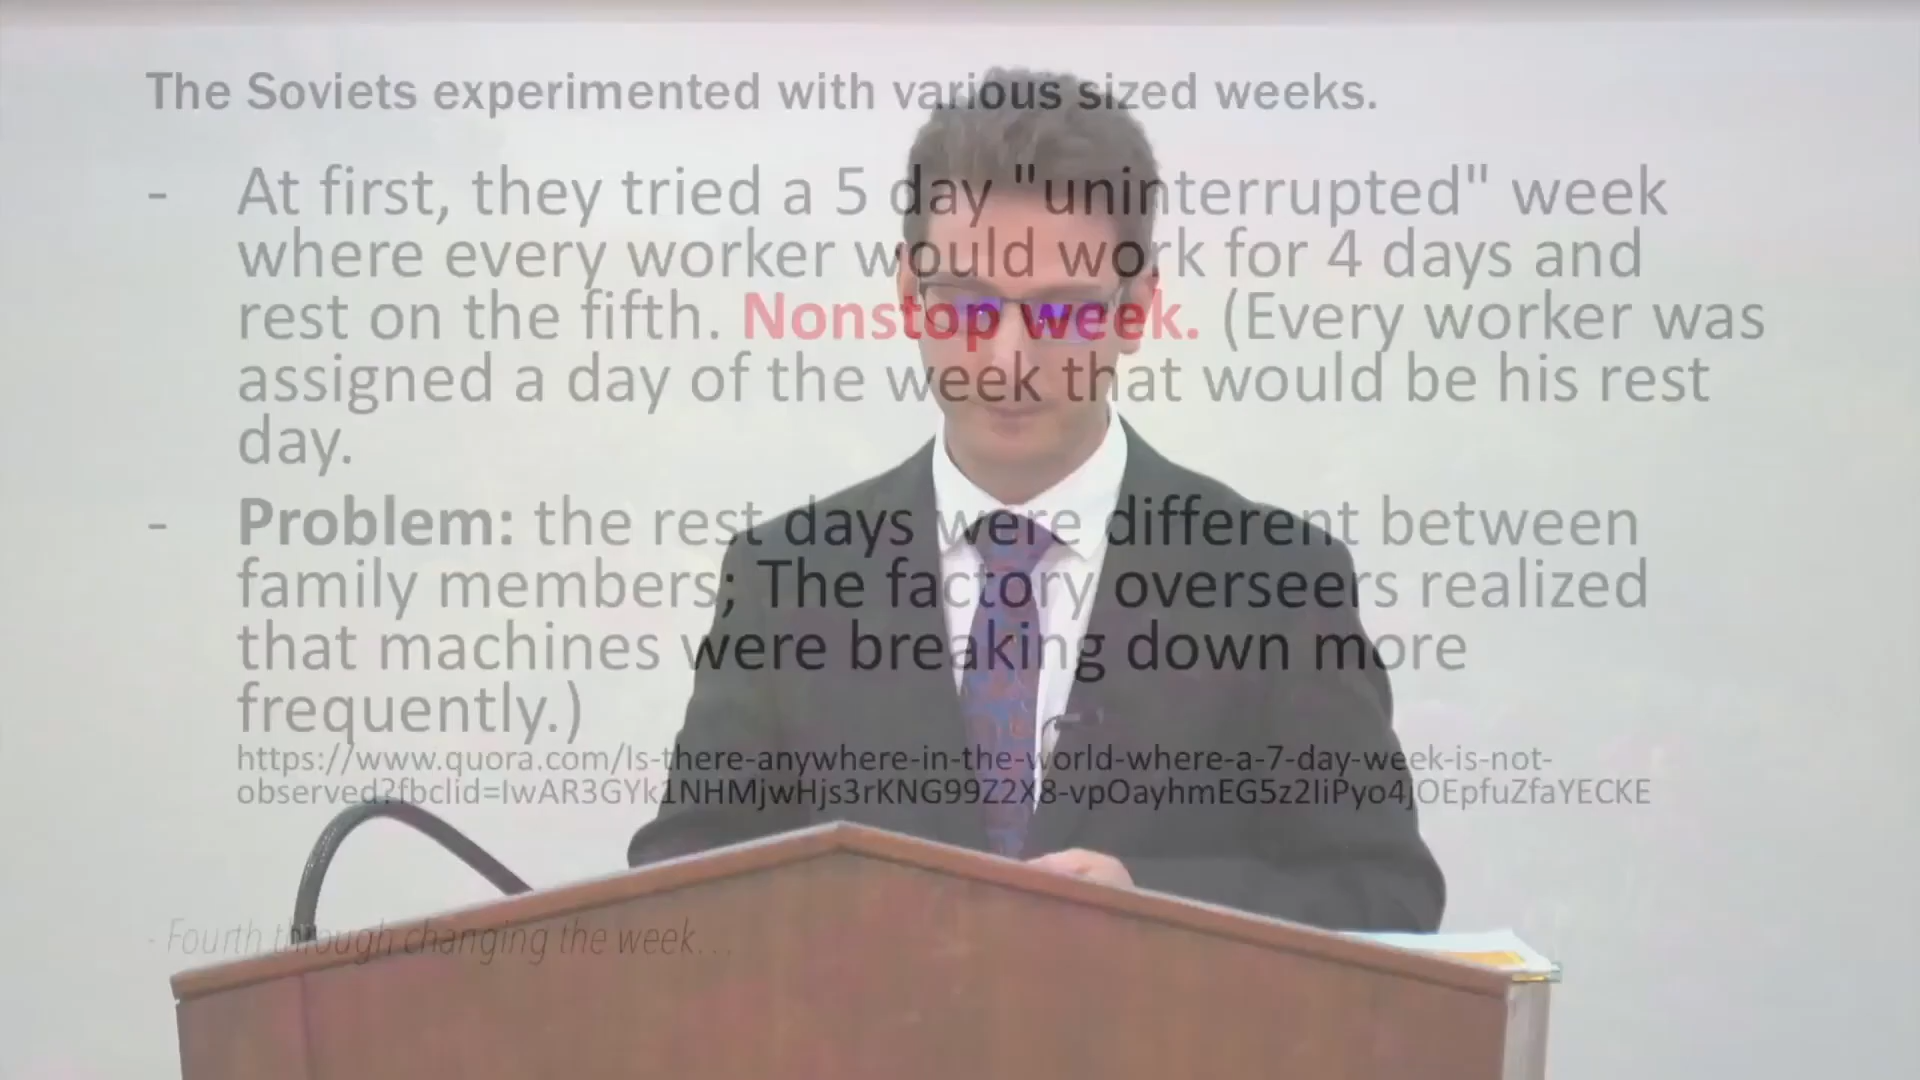 The Soviets experimented with various sized weeks.
- At first, they tried a 5 day "uninterrupted" week
where every worker would work for 4 days and
rest on the fifth. Nonstop week. (Every worker was
assigned a day of the week that would be his rest
day.
- Problem: the rest days were different between
family members; The factory overseers realized
that machines were breaking down more
frequently.)
https://www.quora.com/Is-there-anywhere-in-the-world-where-a-7-day-week-is-not-
observed?fbclid=IwAR3GYk1NHMjwHjs3rKNG99Z2X8-vpOayhmEG5z2IiPyo4jOEpfuZfaYECKE
- Fourth through changing the week...